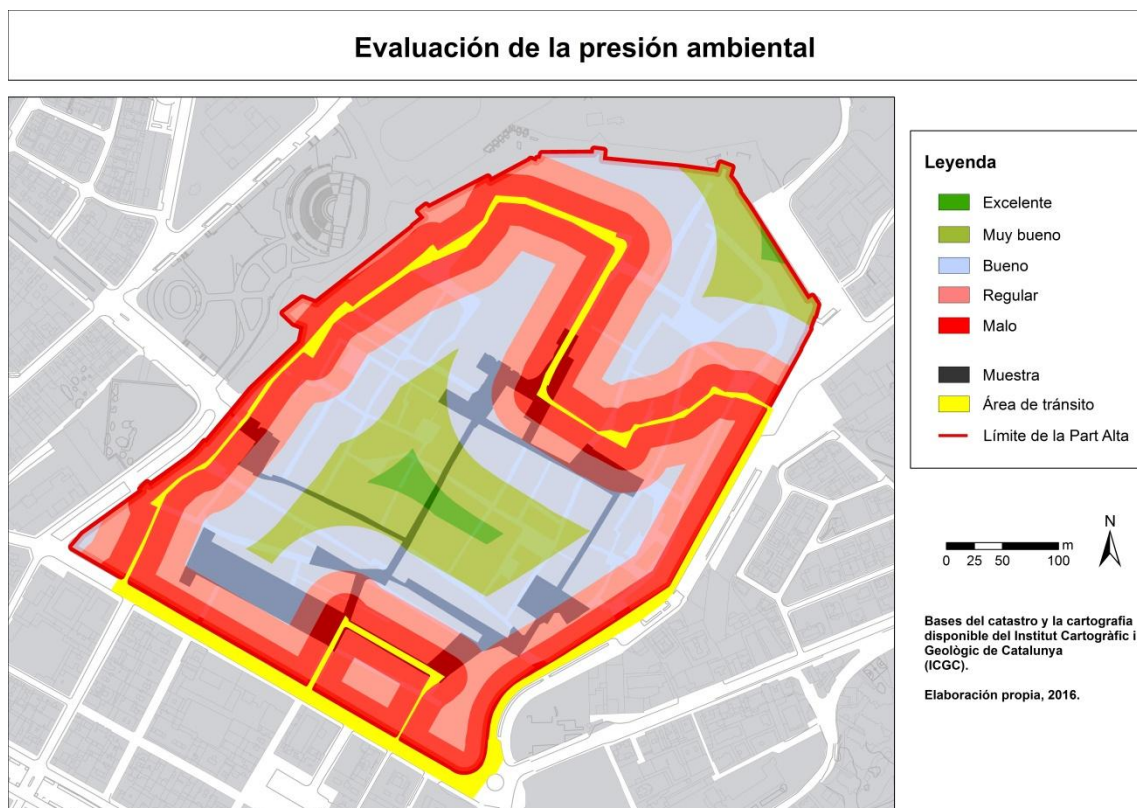 Evaluación de la presión ambiental
Leyenda
Excelente
Muy bueno
Bueno
Regular
Malo
Muestra
Área de tránsito
Límite de la Part Alta
N
m
0 25 50 100
Bases del catastro y la cartografia
disponible del Institut Cartogràfic i
Geològic de Catalunya
(ICGC).
Elaboración propia, 2016.